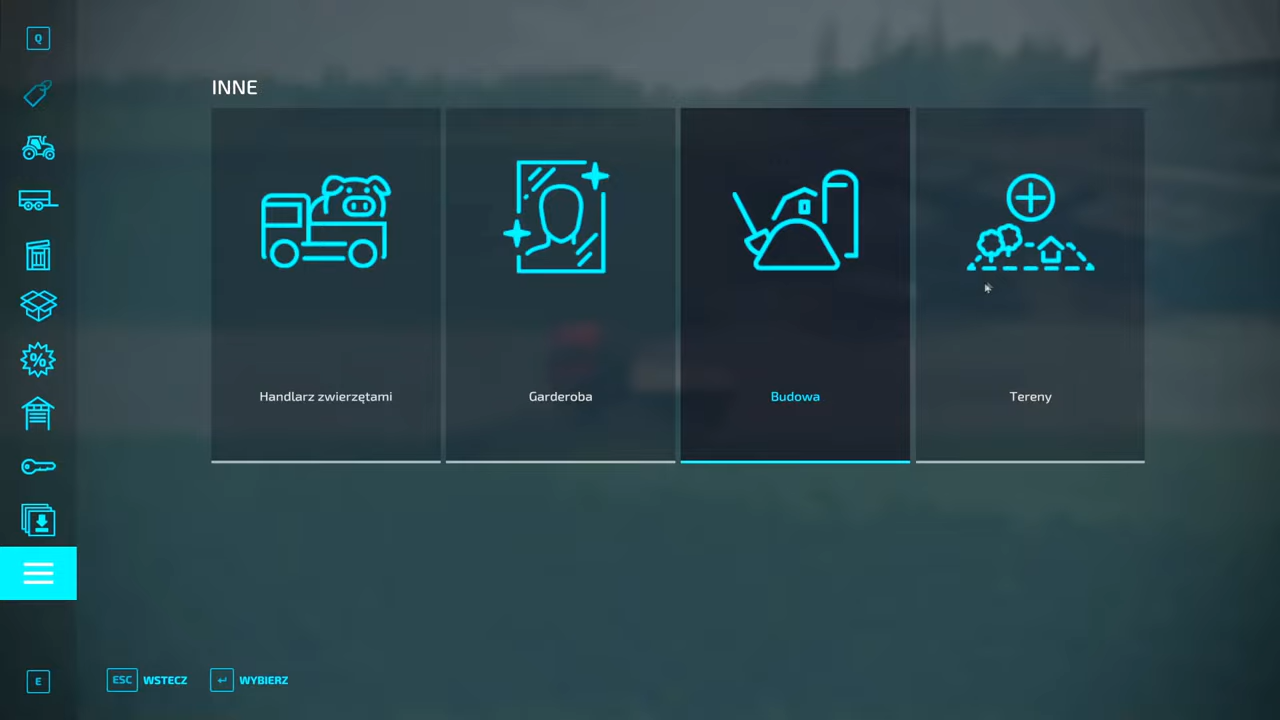 Q
INNE
Handlarz zwierzętami
Garderoba
Budowa
Tereny
%
E
ESC WSTECZ
↵ WYBIERZ